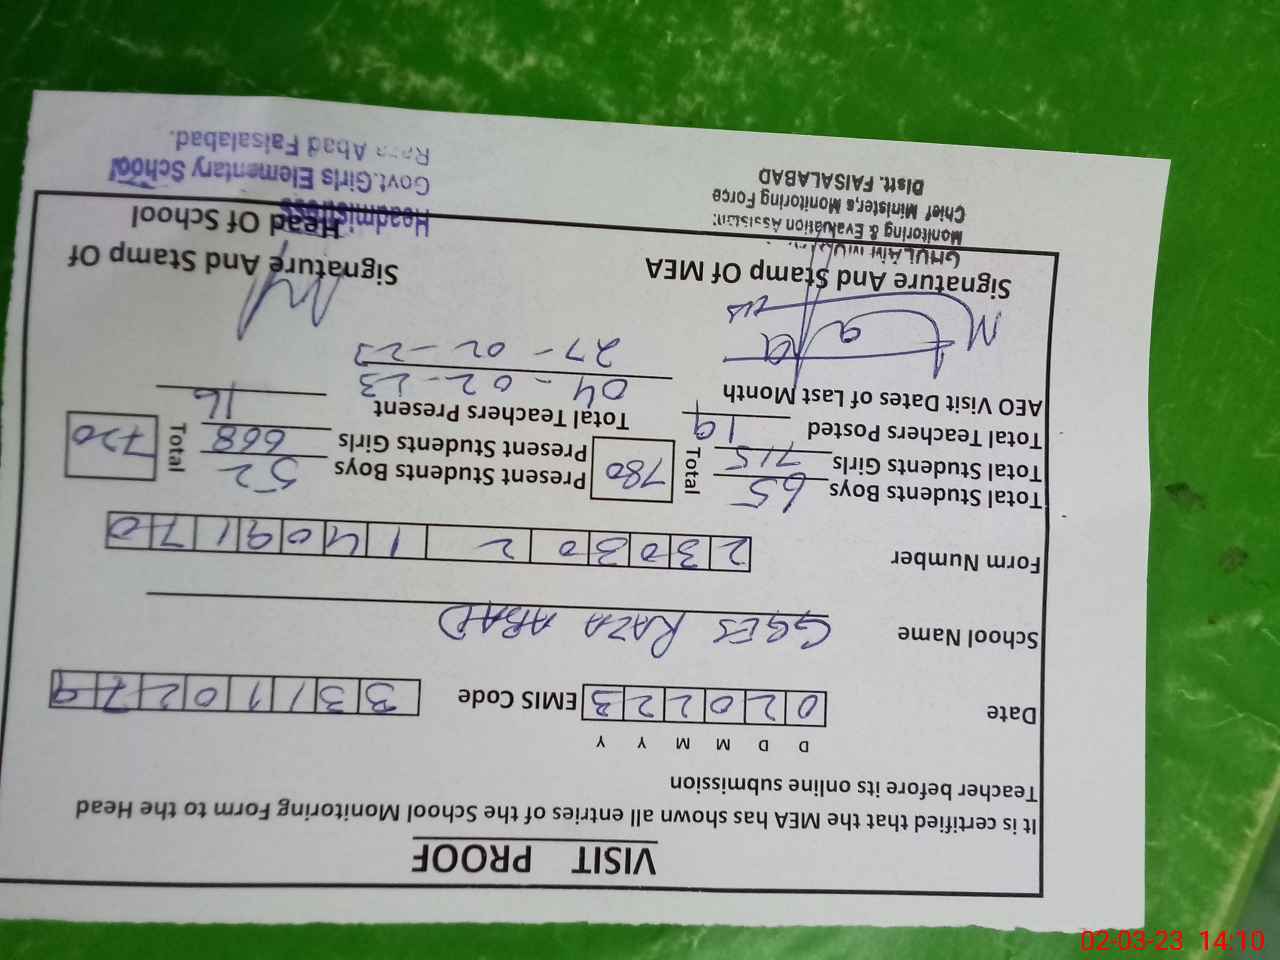 VISIT PROOF
It is certified that the MEA has shown all entries of the School Monitoring Form to the Head
Teacher before its online submission
D D M M Y Y
Date 0 2 0 2 2 3 EMIS Code 3 3 1 1 0 2 7 9
School Name GGES RAZA ABAD
Form Number 2 3 0 3 0 2 1 4 0 9 1 7 0
Total Students Boys 65 Total 780 Present Students Boys 52 Total 720
Total Students Girls 715 Present Students Girls 668
Total Teachers Posted 19 Total Teachers Present 16
AEO Visit Dates of Last Month 04-02-23
27-02-23
Signature And Stamp Of MEA Signature And Stamp Of
Head Of School
GHULAM
Monitoring & Evaluation Assistant
Chief Minister,s Monitoring Force
Distt. FAISALABAD
Headmistress
Govt.Girls Elementary School
Raza Abad Faisalabad.
02-03-23 14:10